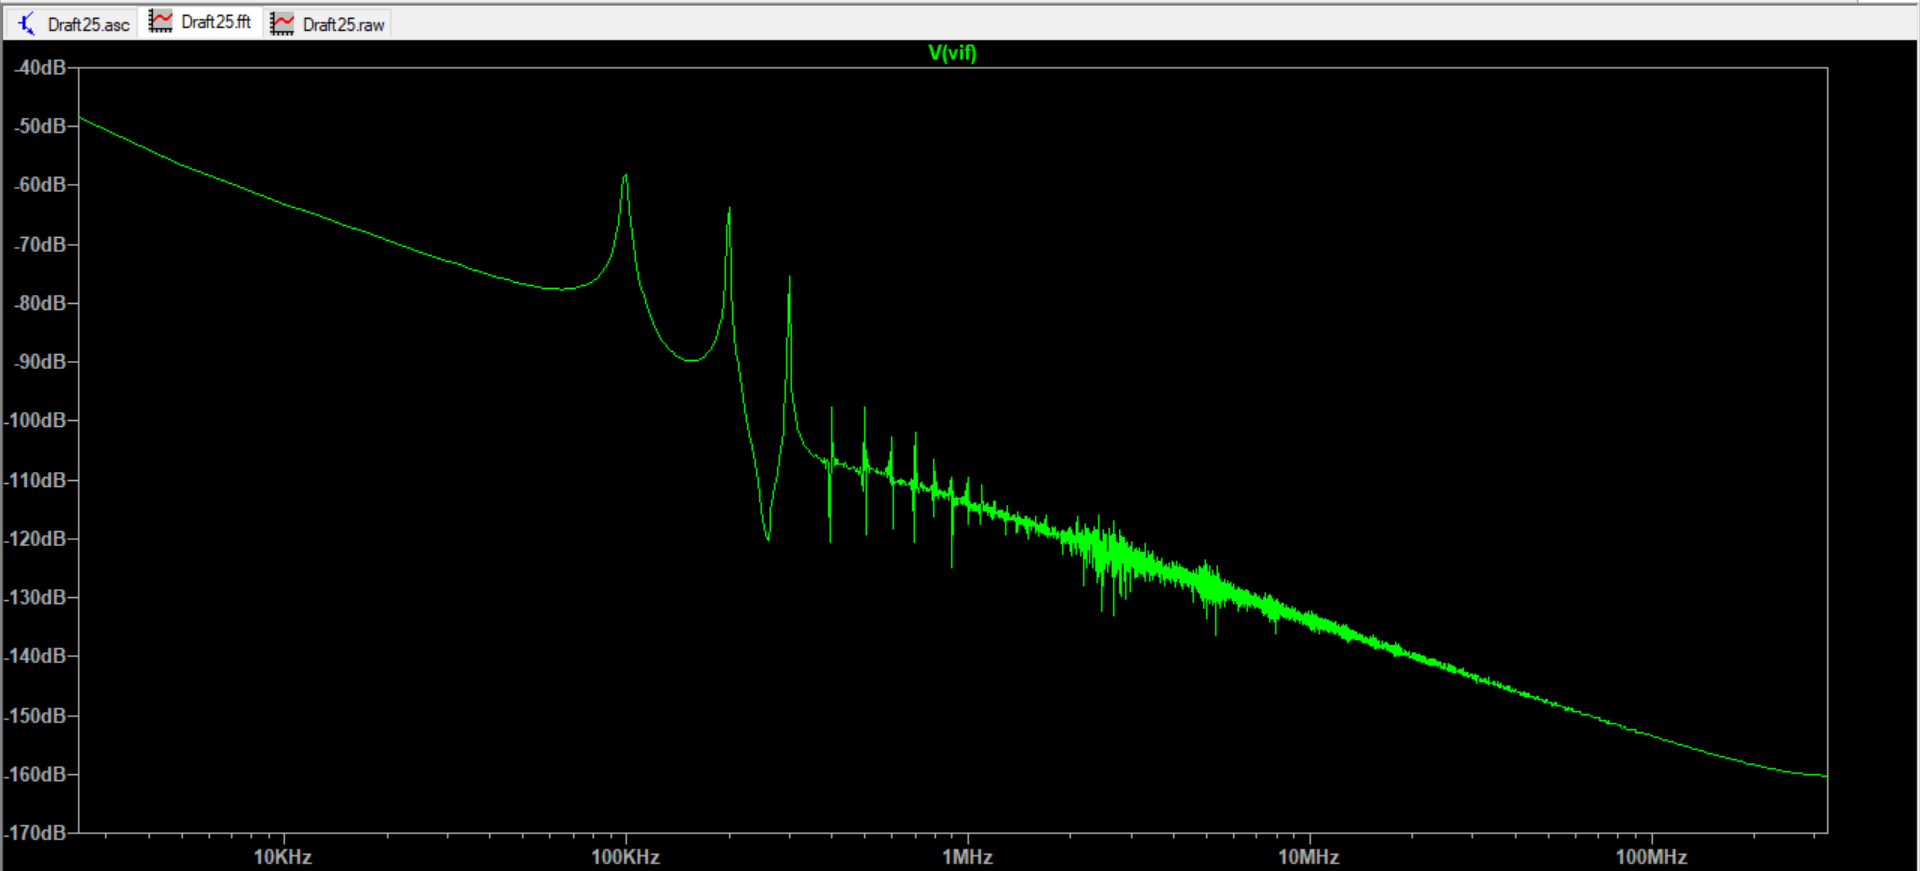 Draft25.asc Draft25.fft Draft25.raw
V(vif)
-40dB
-50dB
-60dB
-70dB
-80dB
-90dB
-100dB
-110dB
-120dB
-130dB
-140dB
-150dB
-160dB
-170dB
10KHz 100KHz 1MHz 10MHz 100MHz